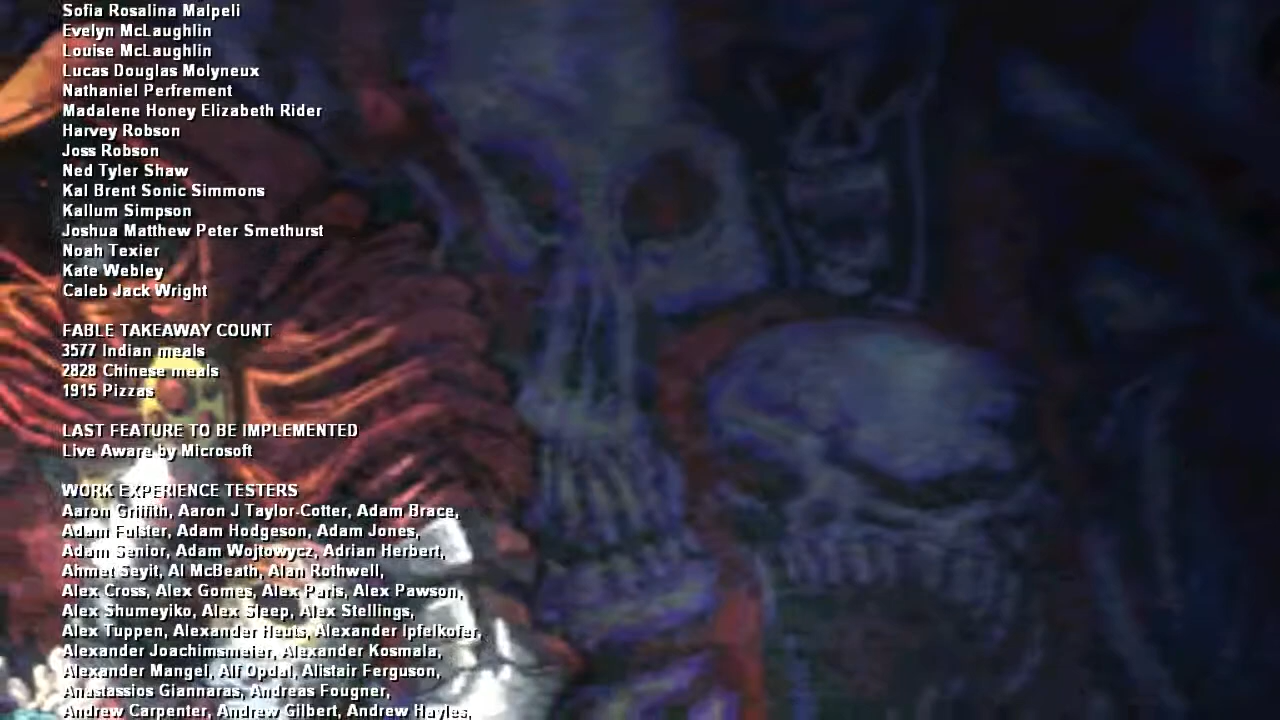 Sofia Rosalina Malpeli
Evelyn McLaughlin
Louise McLaughlin
Lucas Douglas Molyneux
Nathaniel Perfrement
Madalene Honey Elizabeth Rider
Harvey Robson
Joss Robson
Ned Tyler Shaw
Kal Brent Sonic Simmons
Kallum Simpson
Joshua Matthew Peter Smethurst
Noah Texier
Kate Webley
Caleb Jack Wright
FABLE TAKEAWAY COUNT
3577 Indian meals
2828 Chinese meals
1915 Pizzas
LAST FEATURE TO BE IMPLEMENTED
Live Aware by Microsoft
WORK EXPERIENCE TESTERS
Aaron Griffith, Aaron J Taylor-Cotter, Adam Brace,
Adam Fulster, Adam Hodgeson, Adam Jones,
Adam Senior, Adam Wojtowycz, Adrian Herbert,
Ahmet Seyit, Al McBeath, Alan Rothwell,
Alex Cross, Alex Gomes, Alex Paris, Alex Pawson,
Alex Shumeyiko, Alex Sleep, Alex Stellings,
Alex Tuppen, Alexander Heuts, Alexander Ipfelkofer,
Alexander Joachimsmeier, Alexander Kosmala,
Alexander Mangel, Alf Opdal, Alistair Ferguson,
Anastassios Giannaras, Andreas Fougner,
Andrew Carpenter, Andrew Gilbert, Andrew Hayles,